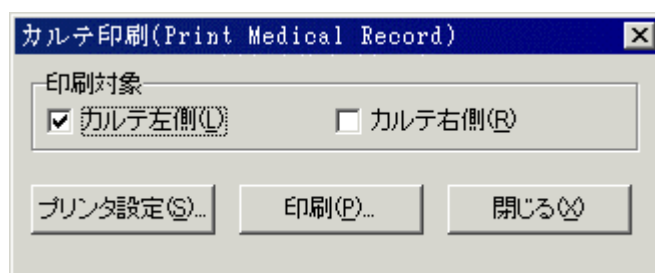 カルテ印刷(Print Medical Record)
印刷対象
カルテ左側(L) カルテ右側(R)
プリンタ設定(S)... 印刷(P)... 閉じる(X)